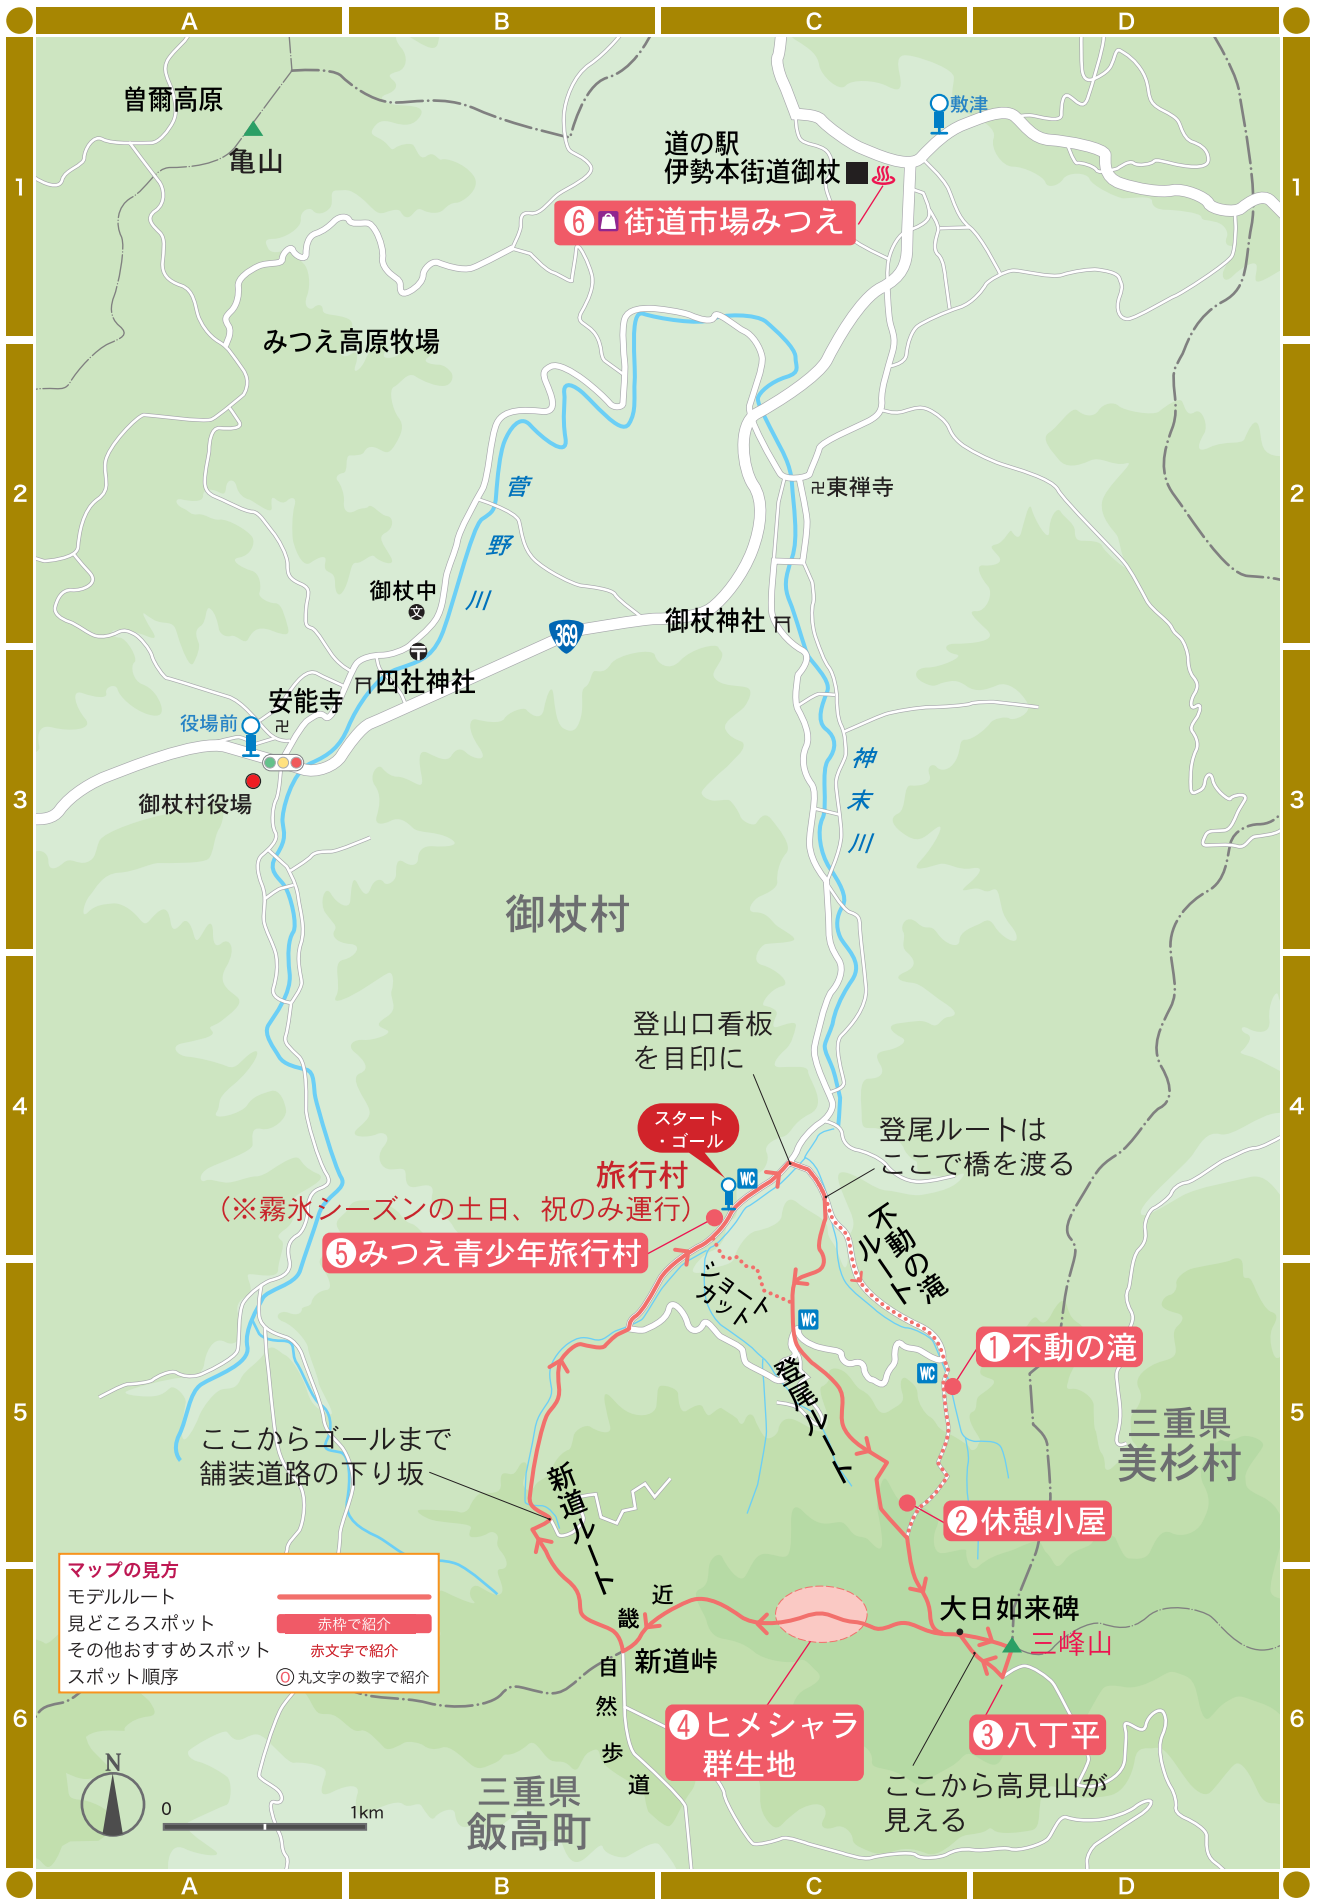 A
B
C
D
1
1
曽爾高原
亀山
敷津
道の駅
伊勢本街道御杖
6 街道市場みつえ
みつえ高原牧場
2
2
菅野川
東禅寺
御杖中
文
369
御杖神社
四社神社
安能寺
役場前
御杖村役場
3
3
神末川
御杖村
4
4
登山口看板
を目印に
スタート
・ゴール
登尾ルートは
ここで橋を渡る
WC
旅行村
(※霧氷シーズンの土日、祝のみ運行)
5 みつえ青少年旅行村
不動の滝
ルート
ショート
カット
WC
1 不動の滝
WC
登尾ルート
5
5
三重県
美杉村
ここからゴールまで
舗装道路の下り坂
新道ルート
2 休憩小屋
マップの見方
モデルルート
見どころスポット 赤枠で紹介
その他おすすめスポット 赤文字で紹介
スポット順序 0 丸文字の数字で紹介
近畿自然歩道
大日如来碑
三峰山
新道峠
6
6
4 ヒメシャラ
群生地
3 八丁平
ここから高見山が
見える
三重県
飯高町
N
0 1km
A
B
C
D